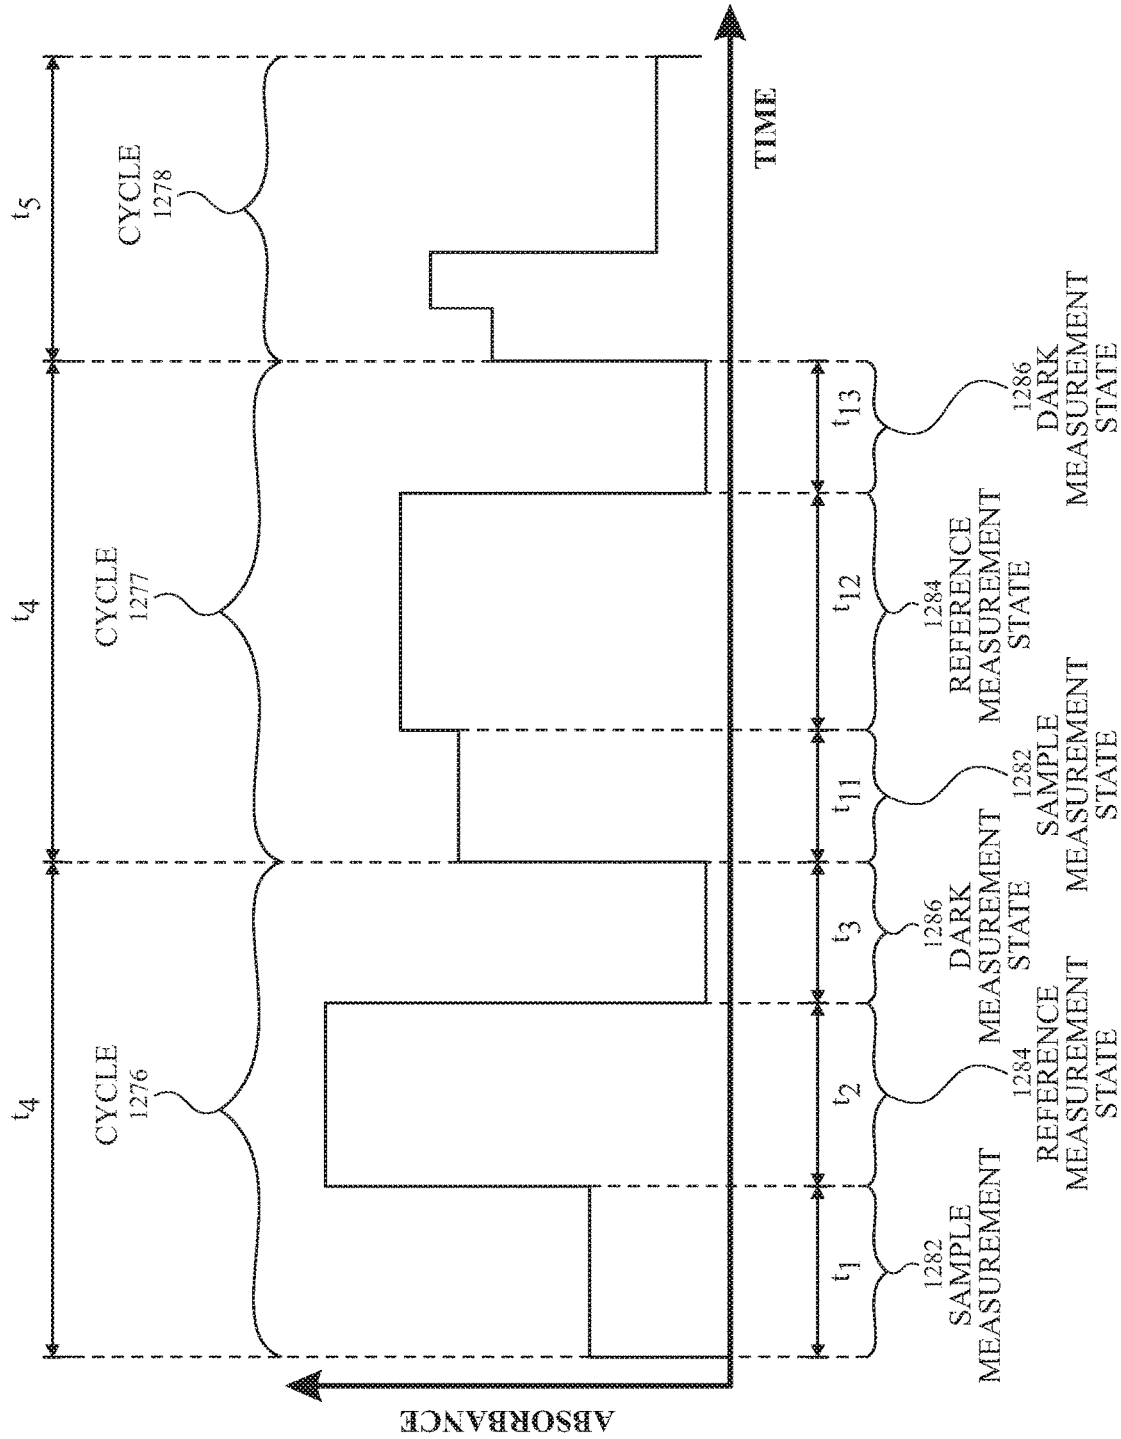 t4
t4
t5
CYCLE
1276
CYCLE
1277
CYCLE
1278
ABSORBANCE
TIME
t1
t2
t3
t11
t12
t13
1282
SAMPLE
MEASUREMENT
1284
REFERENCE
MEASUREMENT
STATE
1286
DARK
MEASUREMENT
STATE
1282
SAMPLE
MEASUREMENT
STATE
1284
REFERENCE
MEASUREMENT
STATE
1286
DARK
MEASUREMENT
STATE